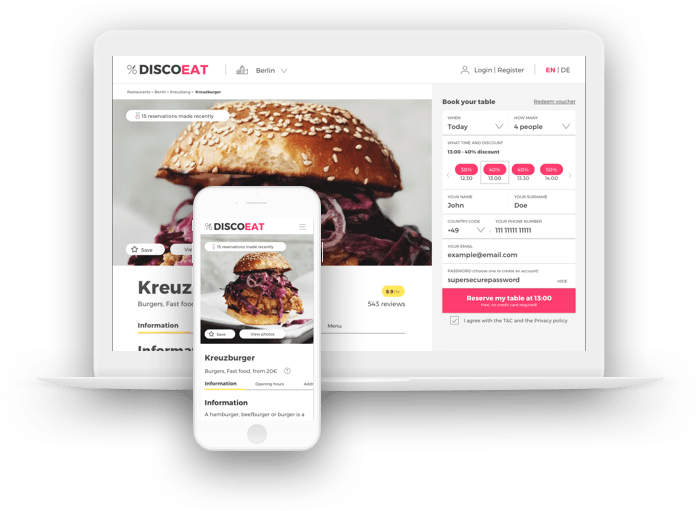 % DISCOEAT
Berlin
Login | Register
EN | DE
Restaurants > Berlin > Kreuzberg > Kreuzburger
15 reservations made recently
Save
Vie
Kreuz
Burgers, Fast food
8.9
543 reviews
Information
Menu
Informa
Book your table
Redeem voucher
WHEN
HOW MANY
Today
4 people
WHAT TIME AND DISCOUNT
13:00 - 40% discount
30%
40%
40%
50%
12.30
13.00
13.30
14.00
YOUR NAME
YOUR SURNAME
John
Doe
COUNTRY CODE
YOUR PHONE NUMBER
+49
111 11111 11111
YOUR EMAIL
example@email.com
PASSWORD (choose one to create an account)
supersecurepassword
HIDE
Reserve my table at 13:00
Free, no credit card required!
I agree with the T&C and the Privacy policy
% DISCOEAT
15 reservations made recently
Save
View photos
Kreuzburger
Burgers, Fast food, from 20€
?
Information
Opening hours
Addr
Information
A hamburger, beefburger or burger is a